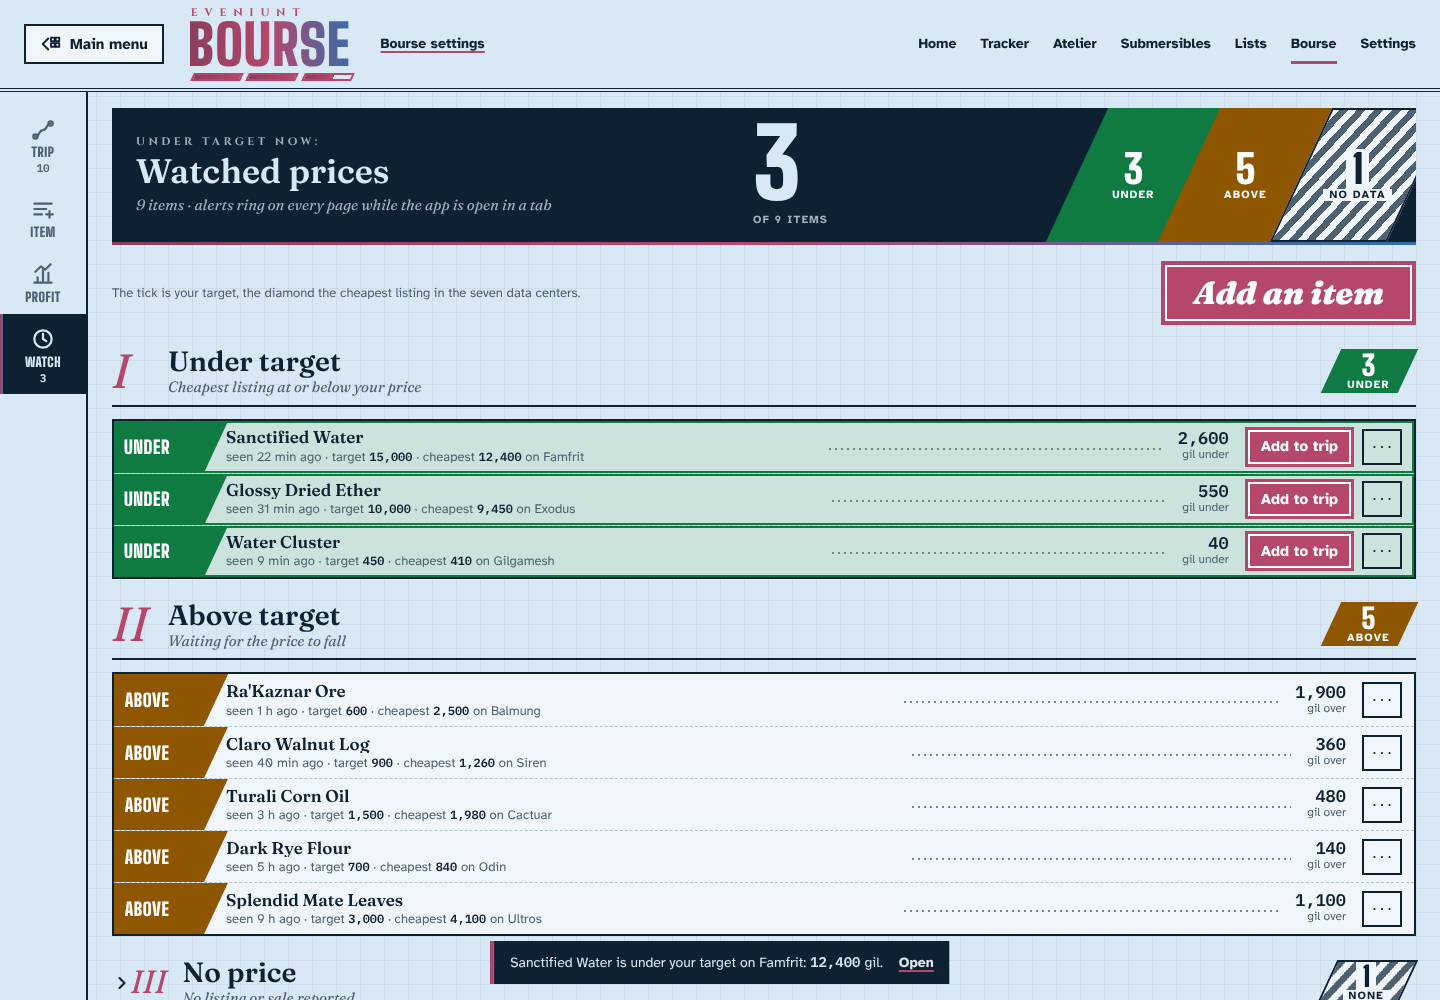 Main menu
EVENIUNT
BOURSE
Bourse settings
Home
Tracker
Atelier
Submersibles
Lists
Bourse
Settings
TRIP
10
ITEM
PROFIT
WATCH
3
UNDER TARGET NOW:
Watched prices
9 items · alerts ring on every page while the app is open in a tab
3
OF 9 ITEMS
3
UNDER
5
ABOVE
1
NO DATA
The tick is your target, the diamond the cheapest listing in the seven data centers.
Add an item
I
Under target
Cheapest listing at or below your price
3
UNDER
UNDER
Sanctified Water
seen 22 min ago · target 15,000 · cheapest 12,400 on Famfrit
2,600
gil under
Add to trip
...
UNDER
Glossy Dried Ether
seen 31 min ago · target 10,000 · cheapest 9,450 on Exodus
550
gil under
Add to trip
...
UNDER
Water Cluster
seen 9 min ago · target 450 · cheapest 410 on Gilgamesh
40
gil under
Add to trip
...
II
Above target
Waiting for the price to fall
5
ABOVE
ABOVE
Ra'Kaznar Ore
seen 1 h ago · target 600 · cheapest 2,500 on Balmung
1,900
gil over
...
ABOVE
Claro Walnut Log
seen 40 min ago · target 900 · cheapest 1,260 on Siren
360
gil over
...
ABOVE
Turali Corn Oil
seen 3 h ago · target 1,500 · cheapest 1,980 on Cactuar
480
gil over
...
ABOVE
Dark Rye Flour
seen 5 h ago · target 700 · cheapest 840 on Odin
140
gil over
...
ABOVE
Splendid Mate Leaves
seen 9 h ago · target 3,000 · cheapest 4,100 on Ultros
1,100
gil over
...
Sanctified Water is under your target on Famfrit: 12,400 gil.
Open
III
No price
No listing or sale reported
1
NONE